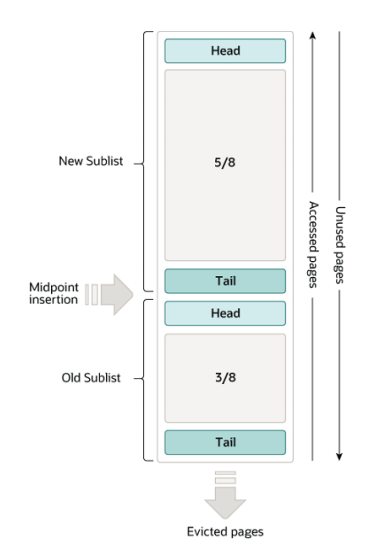 Head
New Sublist
5/8
Accessed pages
Unused pages
Tail
Midpoint
insertion
Head
Old Sublist
3/8
Tail
Evicted pages